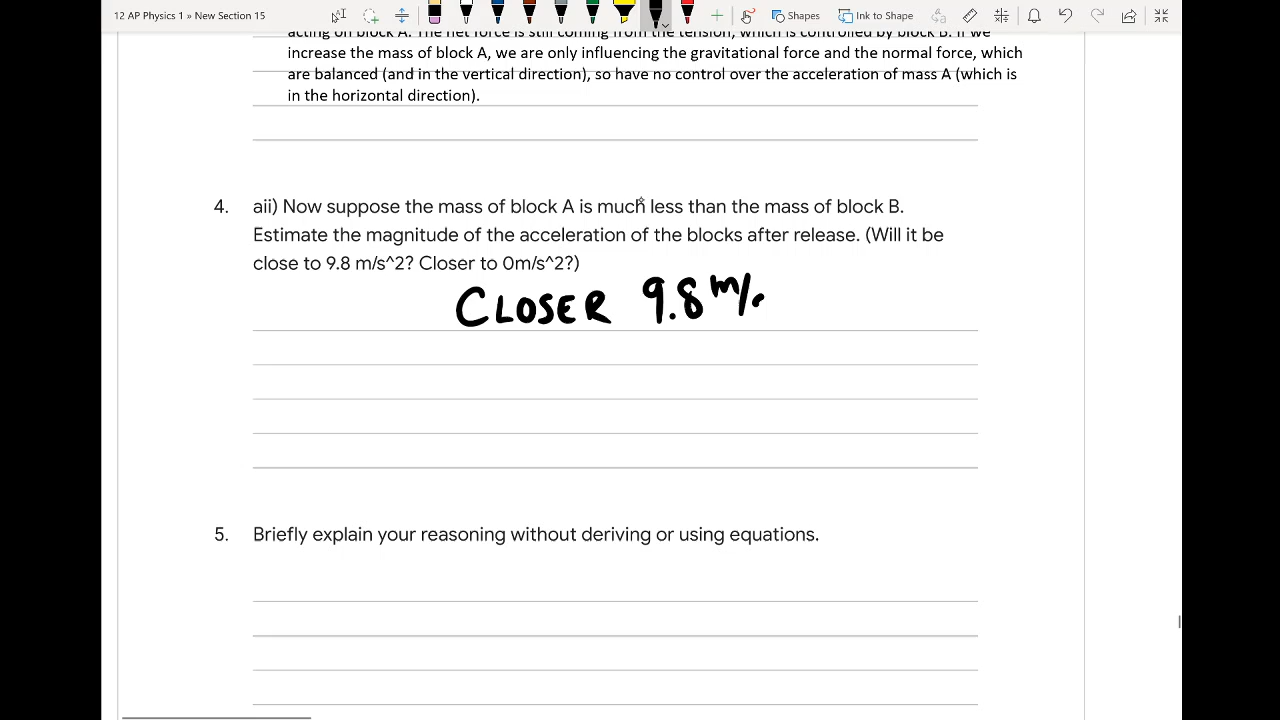 12 AP Physics 1 » New Section 15
Shapes
Ink to Shape
acting on block A. The net force is still coming from the tension, which is controlled by block B. If we
increase the mass of block A, we are only influencing the gravitational force and the normal force, which
are balanced (and in the vertical direction), so have no control over the acceleration of mass A (which is
in the horizontal direction).
4. aii) Now suppose the mass of block A is much less than the mass of block B.
Estimate the magnitude of the acceleration of the blocks after release. (Will it be
close to 9.8 m/s^2? Closer to 0m/s^2?)
CLOSER 9.8 m/
5. Briefly explain your reasoning without deriving or using equations.